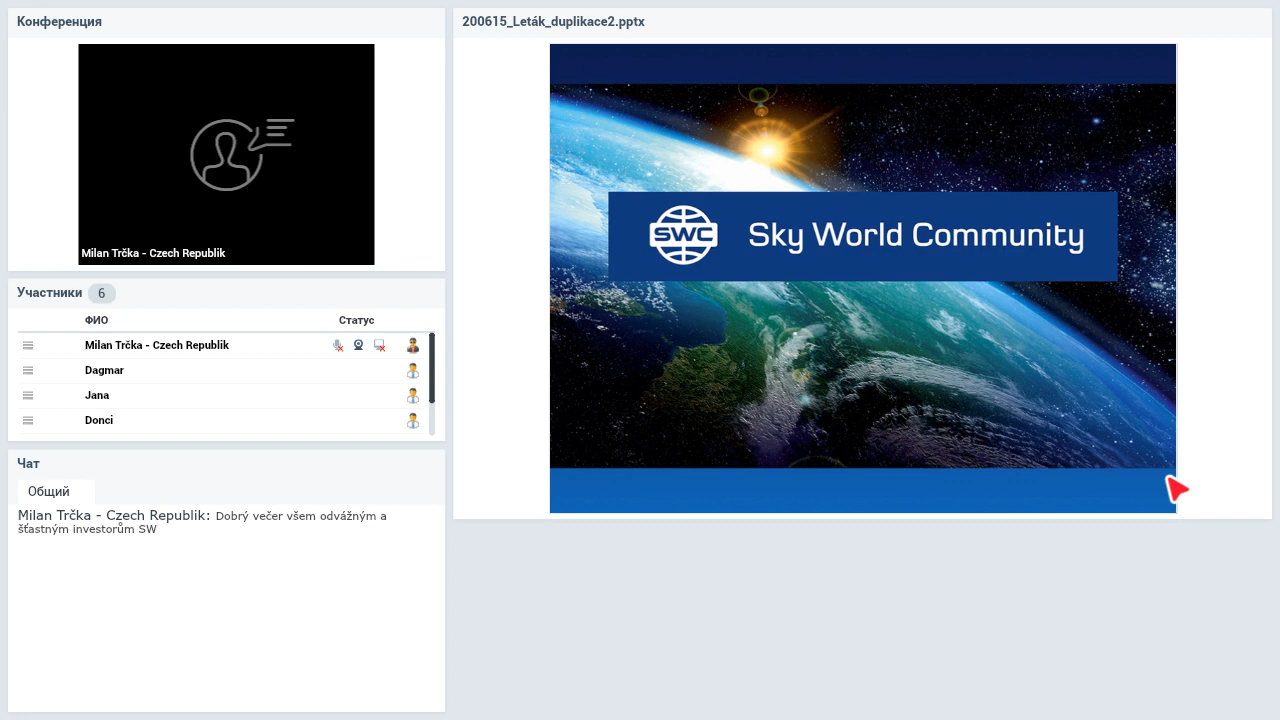 Конференция
Milan Trčka - Czech Republik
Участники 6
ФИО Статус
Milan Trčka - Czech Republik
Dagmar
Jana
Donci
Чат
Общий
Milan Trčka - Czech Republik: Dobrý večer všem odvážným a
šťastným investorům SW
200615_Leták_duplikace2.pptx
SWC Sky World Community